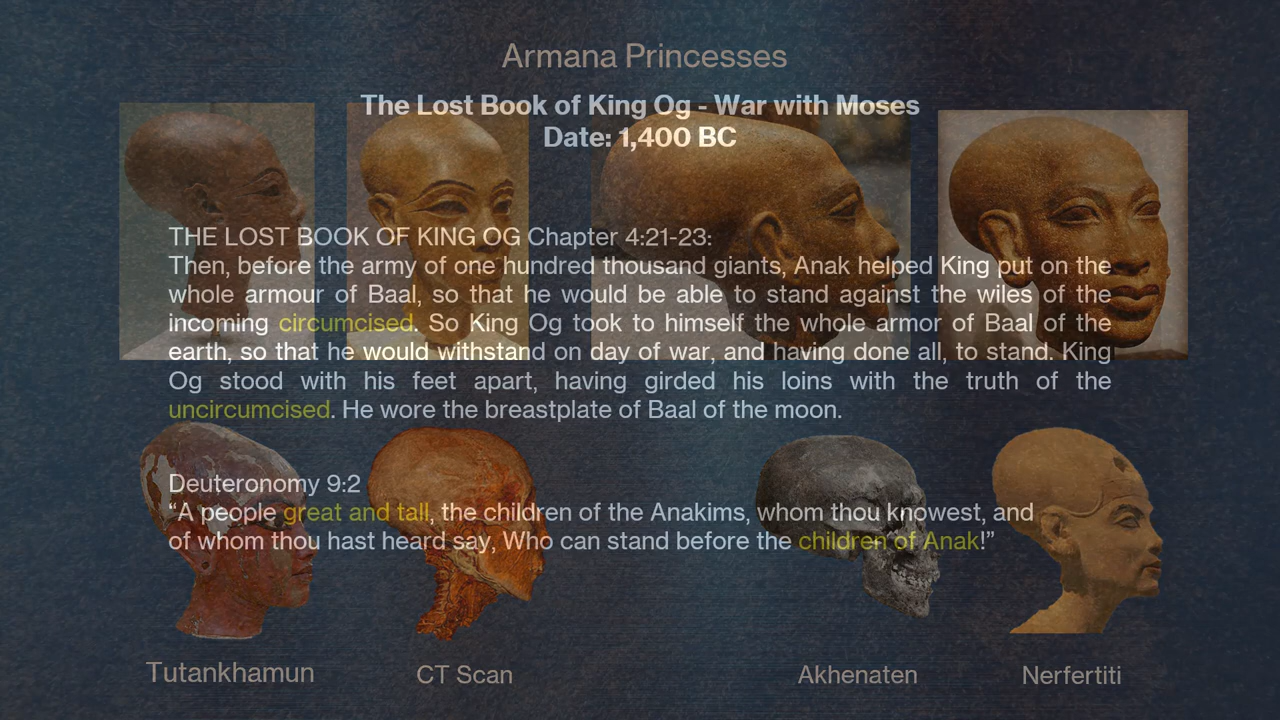 Armana Princesses
The Lost Book of King Og - War with Moses
Date: 1,400 BC
THE LOST BOOK OF KING OG Chapter 4:21-23:
Then, before the army of one hundred thousand giants, Anak helped King put on the
whole armour of Baal, so that he would be able to stand against the wiles of the
incoming circumcised. So King Og took to himself the whole armor of Baal of the
earth, so that he would withstand on day of war, and having done all, to stand. King
Og stood with his feet apart, having girded his loins with the truth of the
uncircumcised. He wore the breastplate of Baal of the moon.
Deuteronomy 9:2
“A people great and tall, the children of the Anakims, whom thou knowest, and
of whom thou hast heard say, Who can stand before the children of Anak!”
Tutankhamun
CT Scan
Akhenaten
Nerfertiti